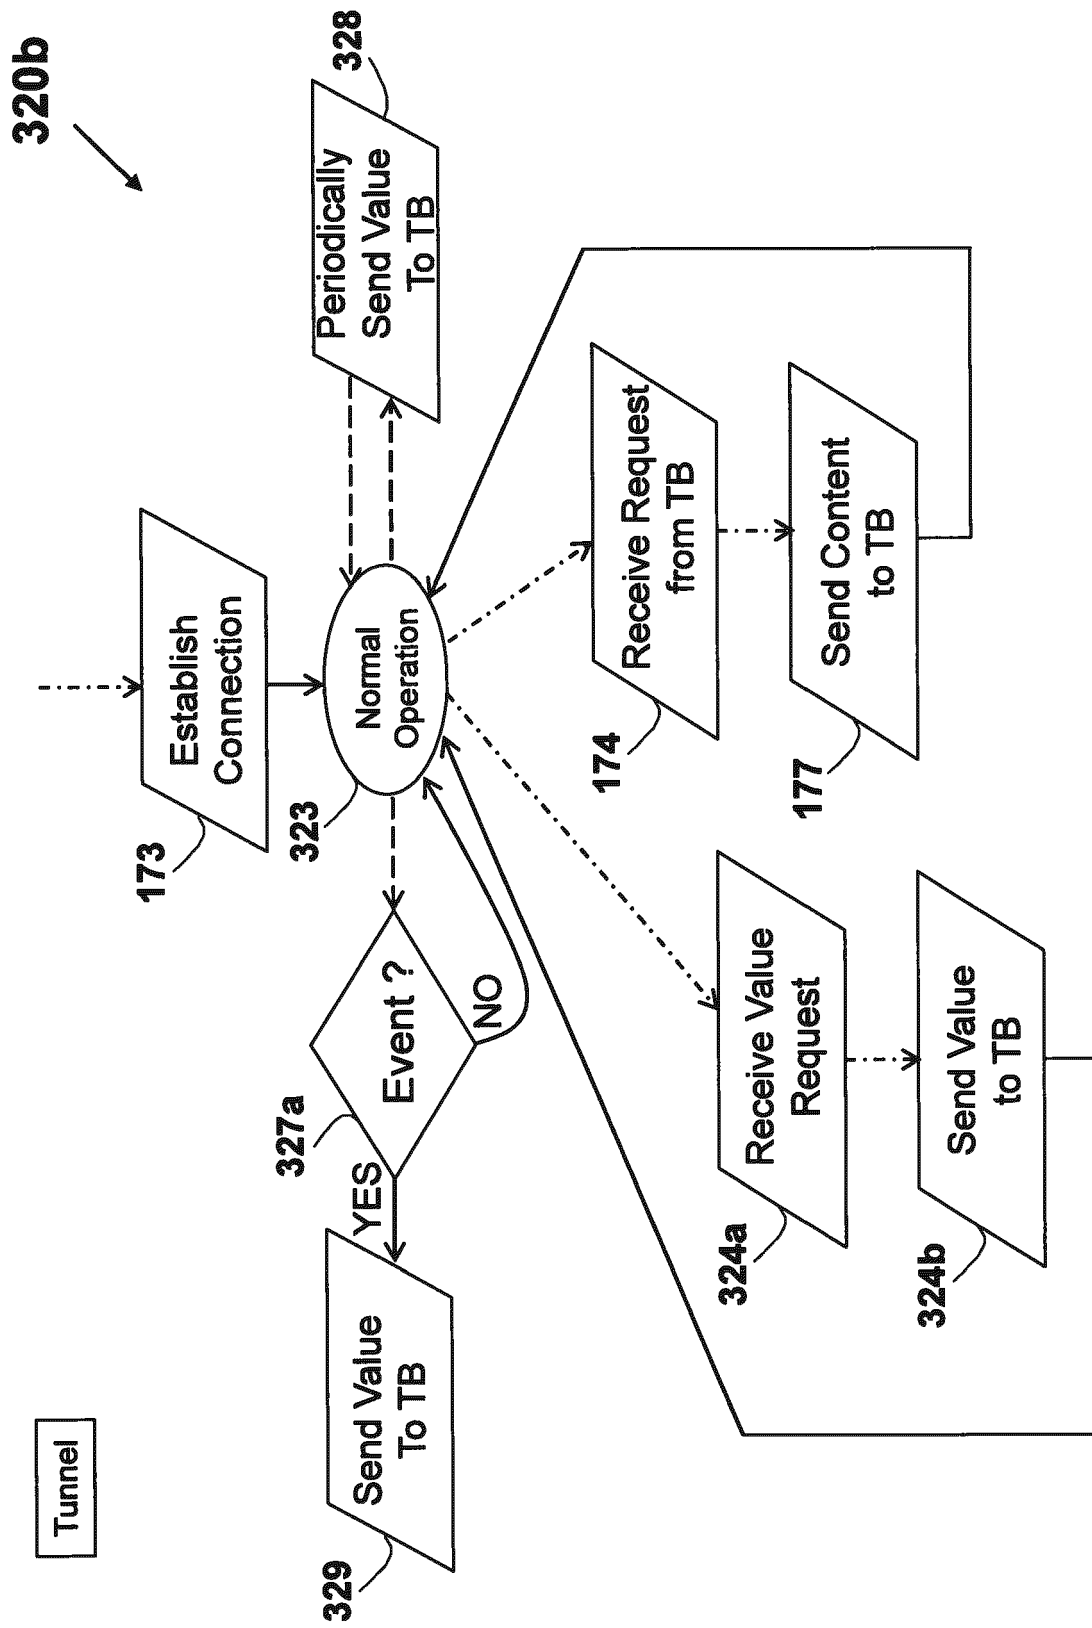 320b
Tunnel
Establish
Connection
173
Normal
Operation
323
Periodically
Send Value
To TB
328
Event ?
327a
YES
NO
Send Value
To TB
329
Receive Request
from TB
174
Send Content
to TB
177
Receive Value
Request
324a
Send Value
to TB
324b